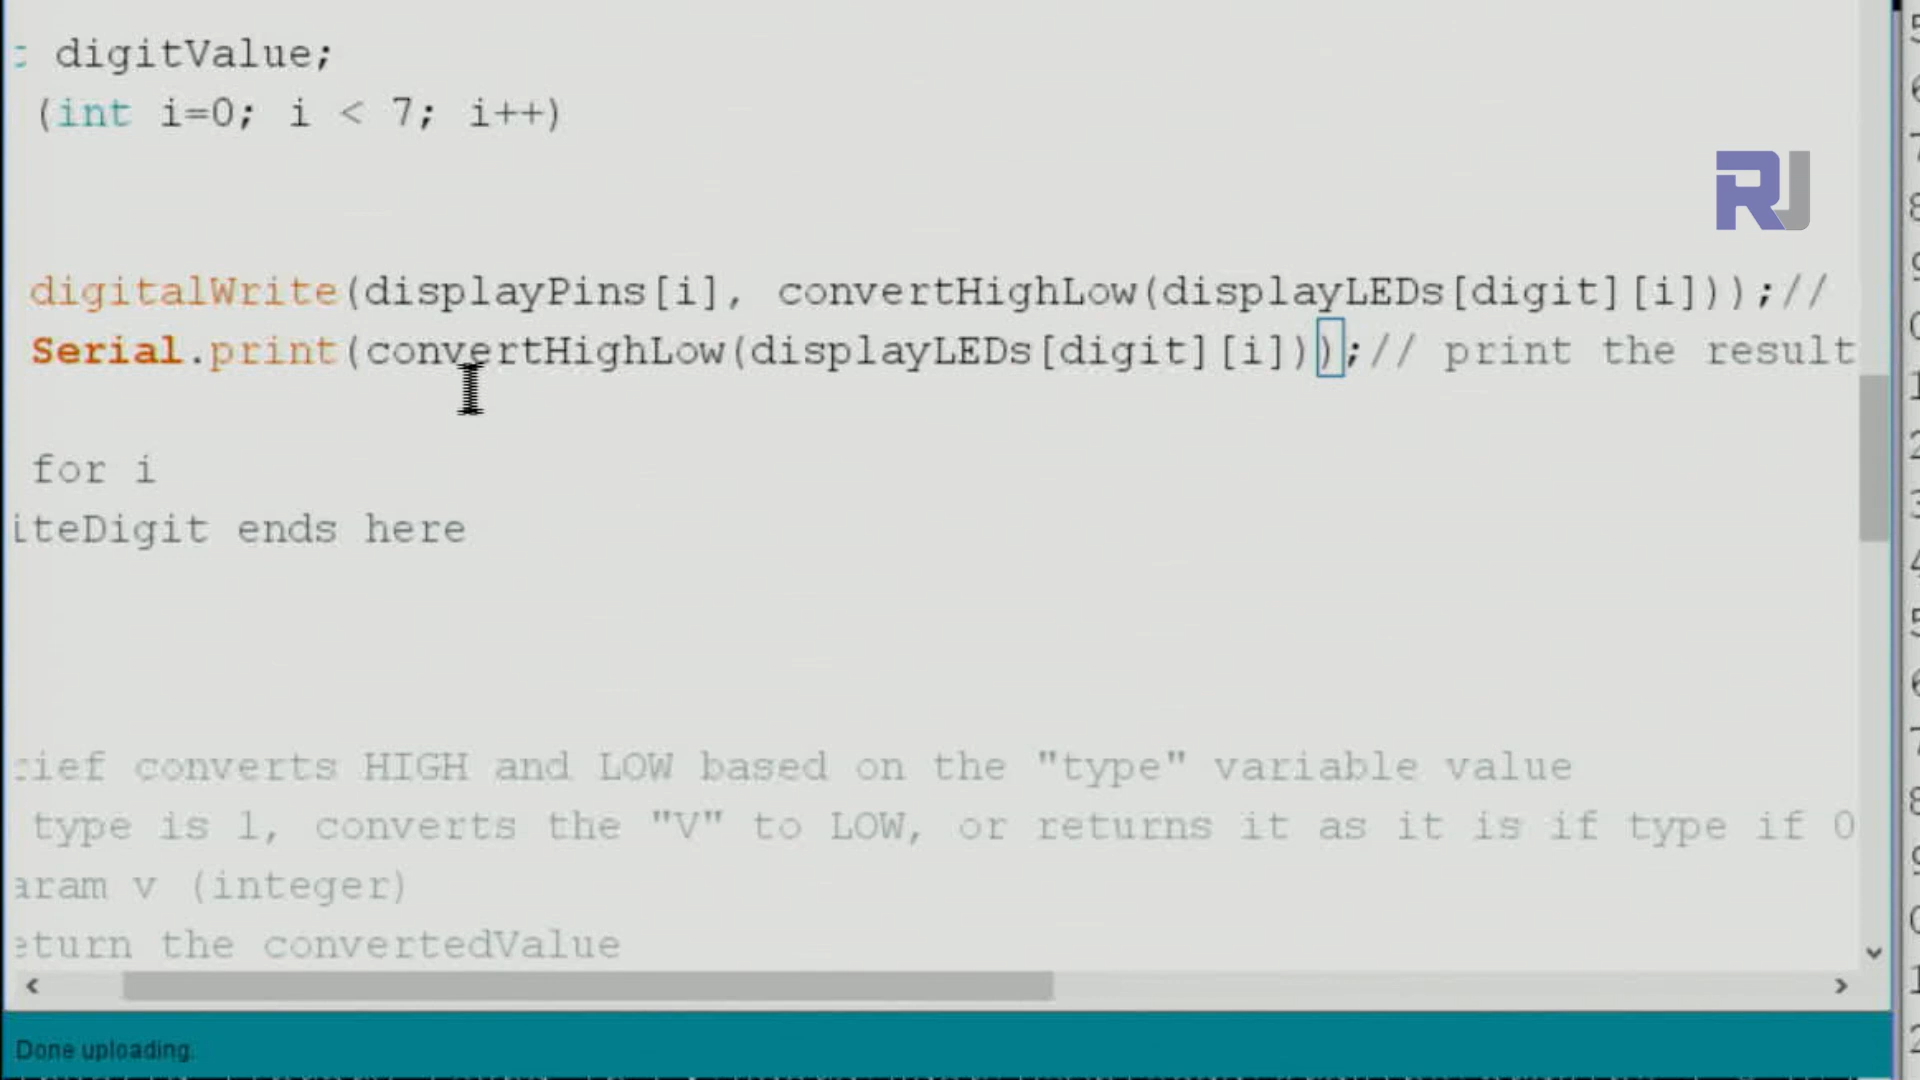 digitValue;
(int i=0; i < 7; i++)
RJ
digitalWrite(displayPins[i], convertHighLow(displayLEDs[digit][i]));//
Serial.print(convertHighLow(displayLEDs[digit][i]));// print the result
for i
iteDigit ends here
ief converts HIGH and LOW based on the "type" variable value
type is 1, converts the "V" to LOW, or returns it as it is if type if 0
aram v (integer)
eturn the convertedValue
Done uploading.